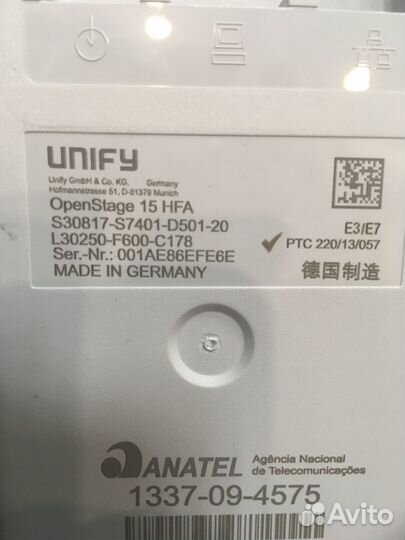 UNIFY
Unify GmbH & Co. KG, Germany
Hofmannstrasse 51, D-81379 Munich
OpenStage 15 HFA
S30817-S7401-D501-20
L30250-F600-C178
Ser.-Nr.: 001AE86EFE6E
MADE IN GERMANY
E3/E7
PTC 220/13/057
德国制造
ANATEL
Agência Nacional
de Telecomunicações
1337-09-4575
Avito